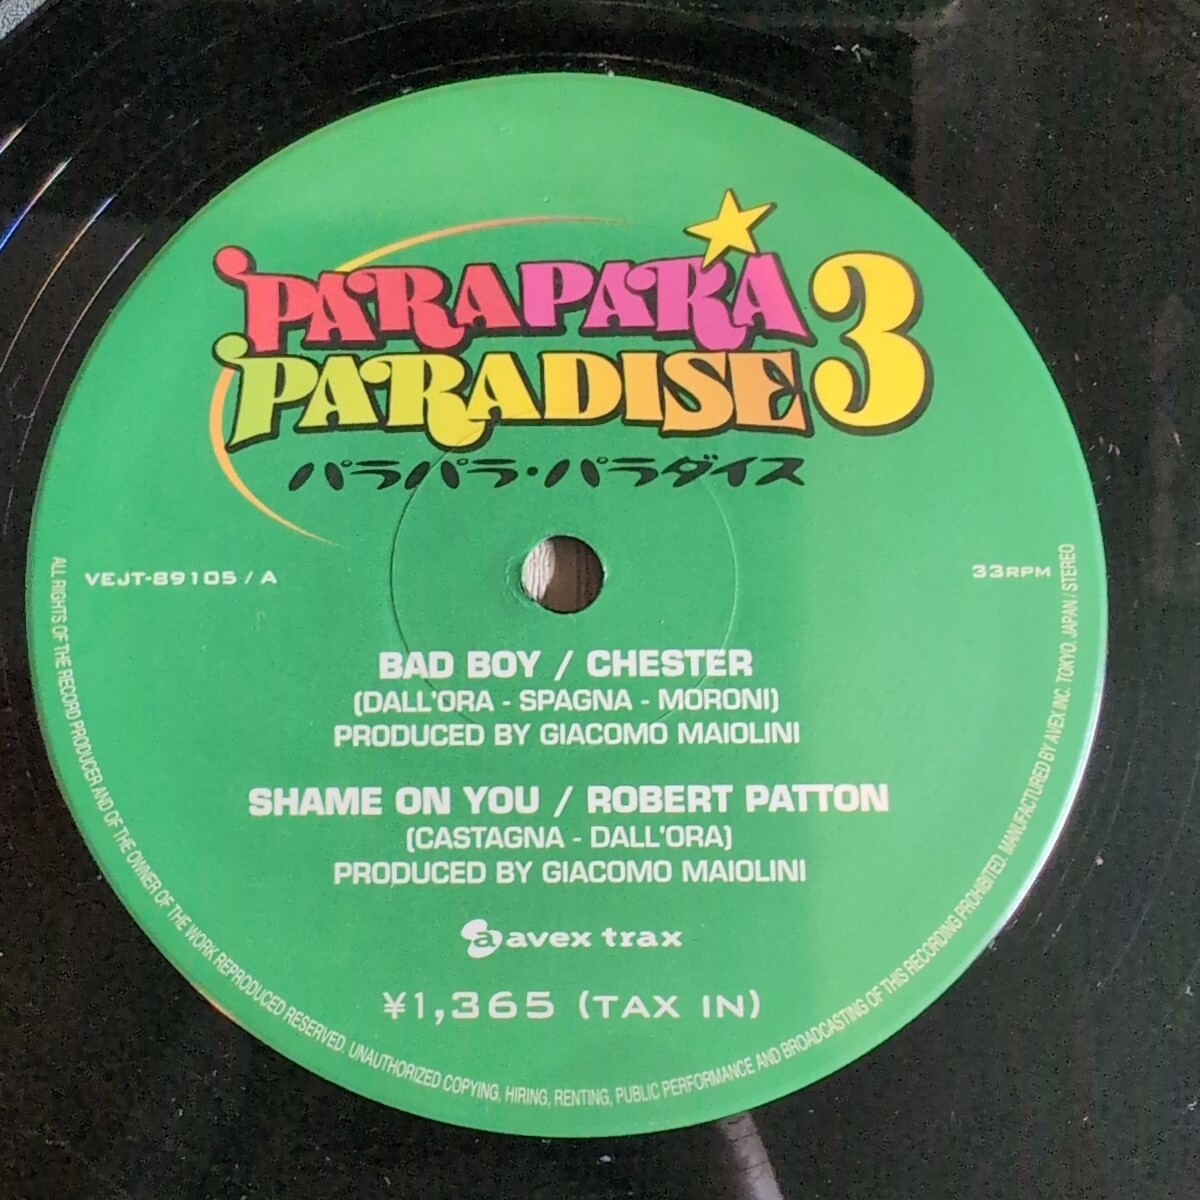 PARAPARA
PARADISE 3
パラパラ・パラダイス
VEJT-89105 / A
33RPM
BAD BOY / CHESTER
(DALL'ORA - SPAGNA - MORONI)
PRODUCED BY GIACOMO MAIOLINI
SHAME ON YOU / ROBERT PATTON
(CASTAGNA - DALL'ORA)
PRODUCED BY GIACOMO MAIOLINI
a avex trax
¥1,365 (TAX IN)
ALL RIGHTS OF THE RECORD PRODUCER AND OF THE OWNER OF THE WORK REPRODUCED RESERVED. UNAUTHORIZED COPYING, HIRING, RENTING, PUBLIC PERFORMANCE AND BROADCASTING OF THIS RECORDING PROHIBITED. MANUFACTURED BY AVEX INC. TOKYO, JAPAN / STEREO